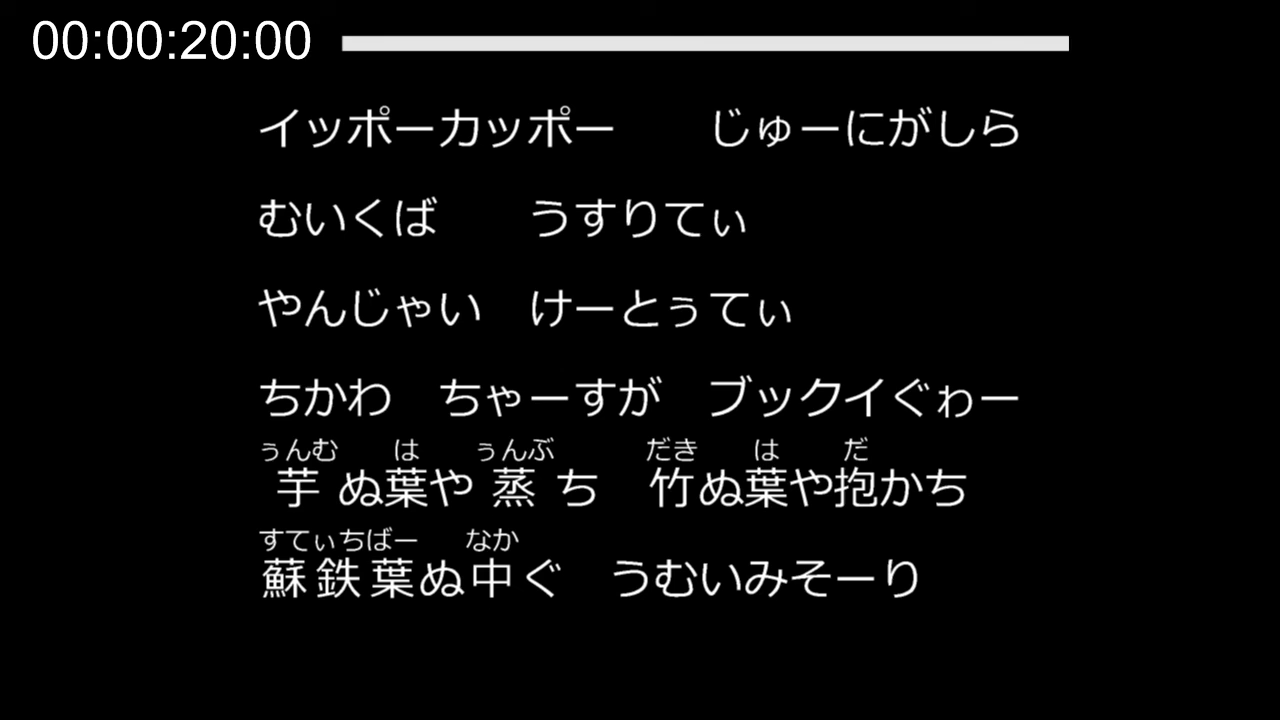 00:00:20:00
イッポーカッポー　　じゅーにがしら
むいくば　　うすりてぃ
やんじゃい　けーとぅてぃ
ちかわ　ちゃーすが　ブックイぐゎー
ぅんむ　は　ぅんぶ　だき　は　だ
芋ぬ葉や蒸ち　竹ぬ葉や抱かち
すてぃちばー　なか
蘇鉄葉ぬ中ぐ　うむいみそーり